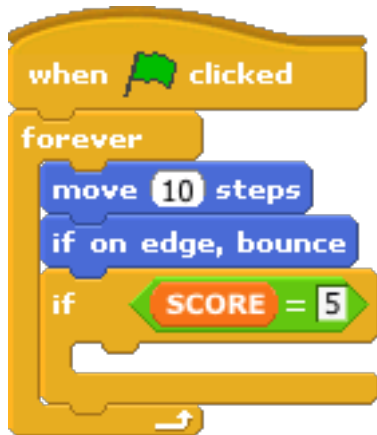 when clicked
forever
move 10 steps
if on edge, bounce
if SCORE = 5